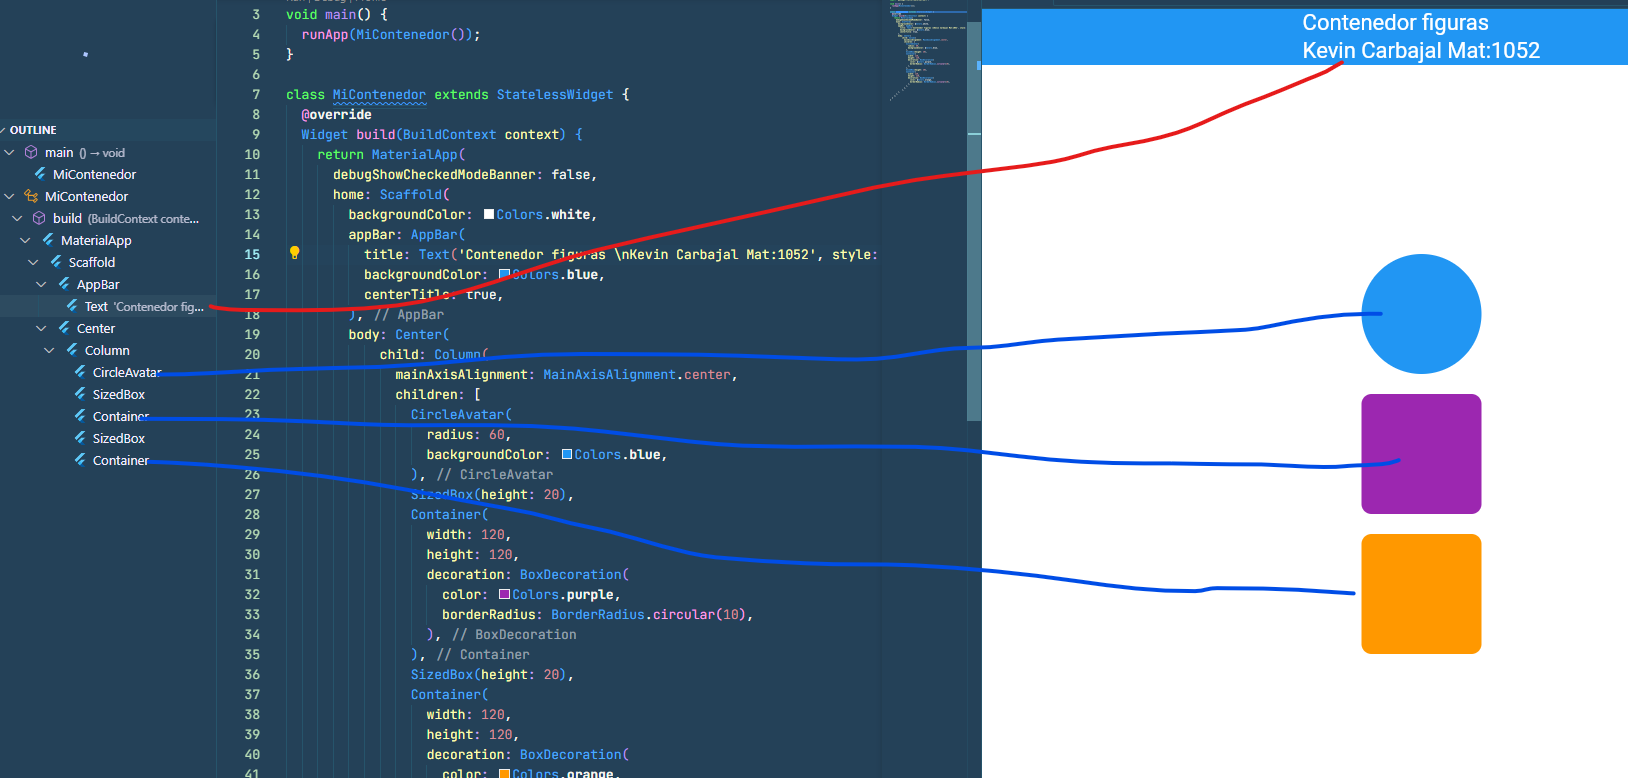 OUTLINE
main () → void
MiContenedor
MiContenedor
build (BuildContext conte...
MaterialApp
Scaffold
AppBar
Text 'Contenedor fig...
Center
Column
CircleAvatar
SizedBox
Container
SizedBox
Container
3 void main() {
4 runApp(MiContenedor());
5 }
6
7 class MiContenedor extends StatelessWidget {
8 @override
9 Widget build(BuildContext context) {
10 return MaterialApp(
11 debugShowCheckedModeBanner: false,
12 home: Scaffold(
13 backgroundColor: Colors.white,
14 appBar: AppBar(
15 title: Text('Contenedor figuras \nKevin Carbajal Mat:1052', style:
16 backgroundColor: Colors.blue,
17 centerTitle: true,
18 ), // AppBar
19 body: Center(
20 child: Column(
21 mainAxisAlignment: MainAxisAlignment.center,
22 children: [
23 CircleAvatar(
24 radius: 60,
25 backgroundColor: Colors.blue,
26 ), // CircleAvatar
27 SizedBox(height: 20),
28 Container(
29 width: 120,
30 height: 120,
31 decoration: BoxDecoration(
32 color: Colors.purple,
33 borderRadius: BorderRadius.circular(10),
34 ), // BoxDecoration
35 ), // Container
36 SizedBox(height: 20),
37 Container(
38 width: 120,
39 height: 120,
40 decoration: BoxDecoration(
41 color: Colors.orange,
Contenedor figuras
Kevin Carbajal Mat:1052